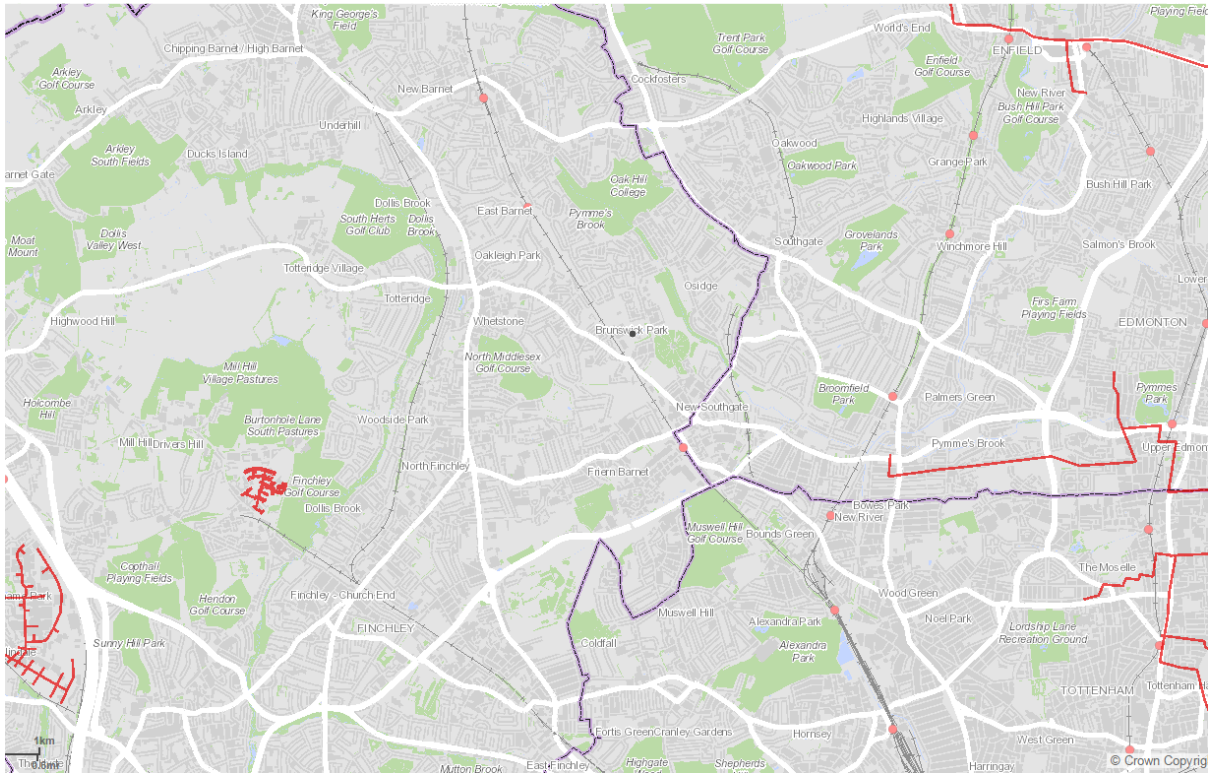 King George's
Field
Chipping Barnet / High Barnet
Trent Park
Golf Course
World's End
ENFIELD
Playing Field
Arkley
Golf Course
Cockfosters
Enfield
Golf Course
New Barnet
New River
Arkley
Underhill
Highlands Village
Bush Hill Park
Golf Course
Arkley
South Fields
Ducks Island
Oakwood
Oakwood Park
Grange Park
arnet Gate
Oak Hill
College
Bush Hill Park
Dollis Brook
East Barnet
South Herts
Golf Club
Dollis
Brook
Pymme's
Brook
Dollis
Valley West
Moat
Mount
Southgate
Grovelands
Park
Winchmore Hill
Salmon's Brook
Oakleigh Park
Totteridge Village
Lower
Osidge
Totteridge
Firs Farm
Playing Fields
Highwood Hill
Whetstone
Brunswick Park
EDMONTON
North Middlesex
Golf Course
Mill Hill
Village Pastures
Holcombe
Hill
Broomfield
Park
Palmers Green
Pymmes
Park
New Southgate
Burtonhole Lane
South Pastures
Woodside Park
Mill Hill
Drivers Hill
Pymme's Brook
Upper Edmon
North Finchley
Friern Barnet
Finchley
Golf Course
Dollis Brook
Bowes Park
New River
Muswell Hill
Golf Course
Bounds Green
Copthall
Playing Fields
The Moselle
Hendon
Golf Course
Finchley - Church End
Wood Green
Muswell Hill
Noel Park
Alexandra Park
Lordship Lane
Recreation Ground
FINCHLEY
Sunny Hill Park
Coldfall
Alexandra
Park
TOTTENHAM
Tottenham Ha
Fortis Green
Cranley Gardens
Hornsey
West Green
1km
0.6mi
East Finchley
Highgate
Mutton Brook
Shepherds
Harringay
© Crown Copyrig